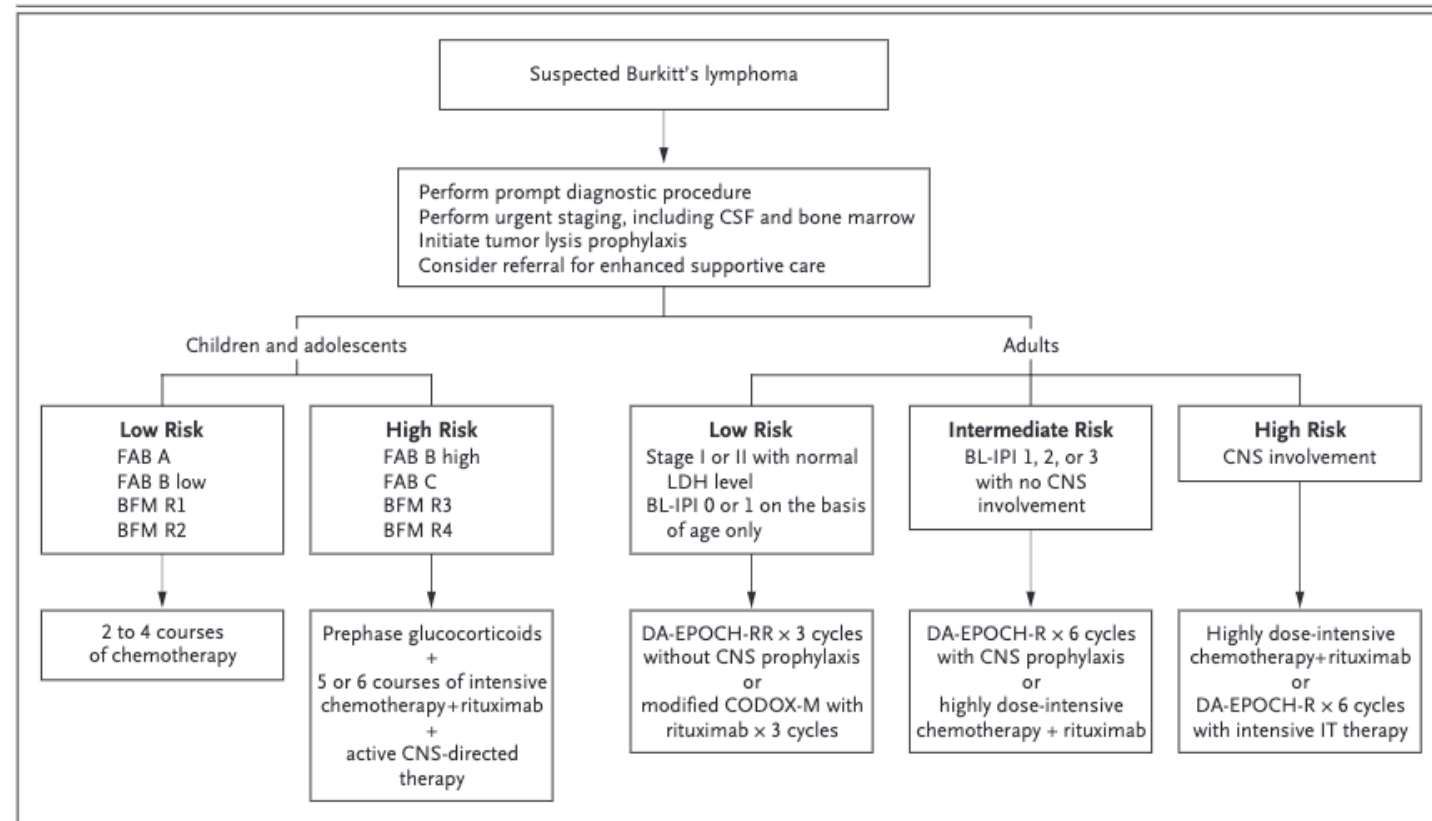 Suspected Burkitt's lymphoma
Perform prompt diagnostic procedure
Perform urgent staging, including CSF and bone marrow
Initiate tumor lysis prophylaxis
Consider referral for enhanced supportive care
Children and adolescents
Adults
Low Risk
FAB A
FAB B low
BFM R1
BFM R2
High Risk
FAB B high
FAB C
BFM R3
BFM R4
Low Risk
Stage I or II with normal
LDH level
BL-IPI 0 or 1 on the basis
of age only
Intermediate Risk
BL-IPI 1, 2, or 3
with no CNS
involvement
High Risk
CNS involvement
2 to 4 courses
of chemotherapy
Prephase glucocorticoids
+
5 or 6 courses of intensive
chemotherapy+rituximab
+
active CNS-directed
therapy
DA-EPOCH-RR × 3 cycles
without CNS prophylaxis
or
modified CODOX-M with
rituximab × 3 cycles
DA-EPOCH-R × 6 cycles
with CNS prophylaxis
or
highly dose-intensive
chemotherapy + rituximab
Highly dose-intensive
chemotherapy+rituximab
or
DA-EPOCH-R × 6 cycles
with intensive IT therapy